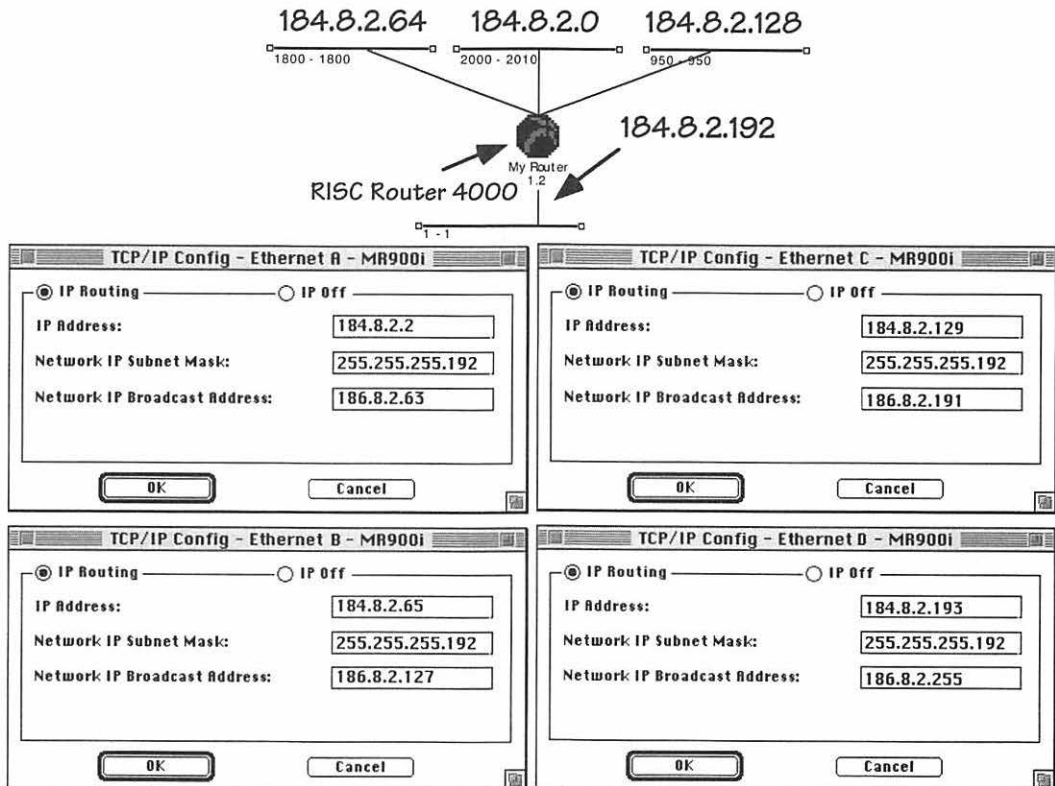 184.8.2.64 184.8.2.0 184.8.2.128
1800 - 1800 2000 - 2010 950 - 950
184.8.2.192
My Router
1.2
RISC Router 4000
1 - 1
TCP/IP Config - Ethernet A - MR900i
IP Routing IP Off
IP Address: 184.8.2.2
Network IP Subnet Mask: 255.255.255.192
Network IP Broadcast Address: 186.8.2.63
OK Cancel
TCP/IP Config - Ethernet C - MR900i
IP Routing IP Off
IP Address: 184.8.2.129
Network IP Subnet Mask: 255.255.255.192
Network IP Broadcast Address: 186.8.2.191
OK Cancel
TCP/IP Config - Ethernet B - MR900i
IP Routing IP Off
IP Address: 184.8.2.65
Network IP Subnet Mask: 255.255.255.192
Network IP Broadcast Address: 186.8.2.127
OK Cancel
TCP/IP Config - Ethernet D - MR900i
IP Routing IP Off
IP Address: 184.8.2.193
Network IP Subnet Mask: 255.255.255.192
Network IP Broadcast Address: 186.8.2.255
OK Cancel